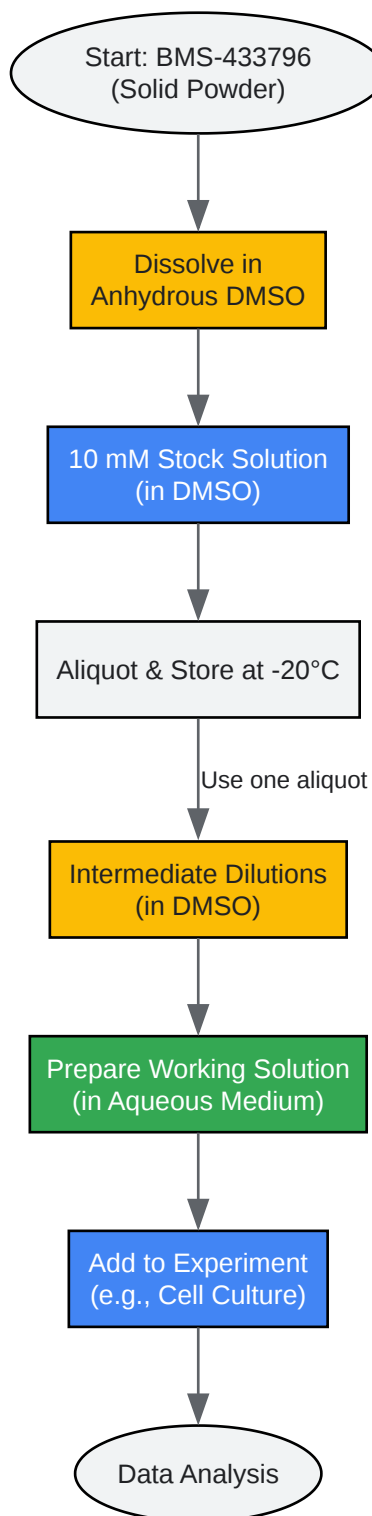 Start: BMS-433796
(Solid Powder)
Dissolve in
Anhydrous DMSO
10 mM Stock Solution
(in DMSO)
Aliquot & Store at -20°C
Use one aliquot
Intermediate Dilutions
(in DMSO)
Prepare Working Solution
(in Aqueous Medium)
Add to Experiment
(e.g., Cell Culture)
Data Analysis